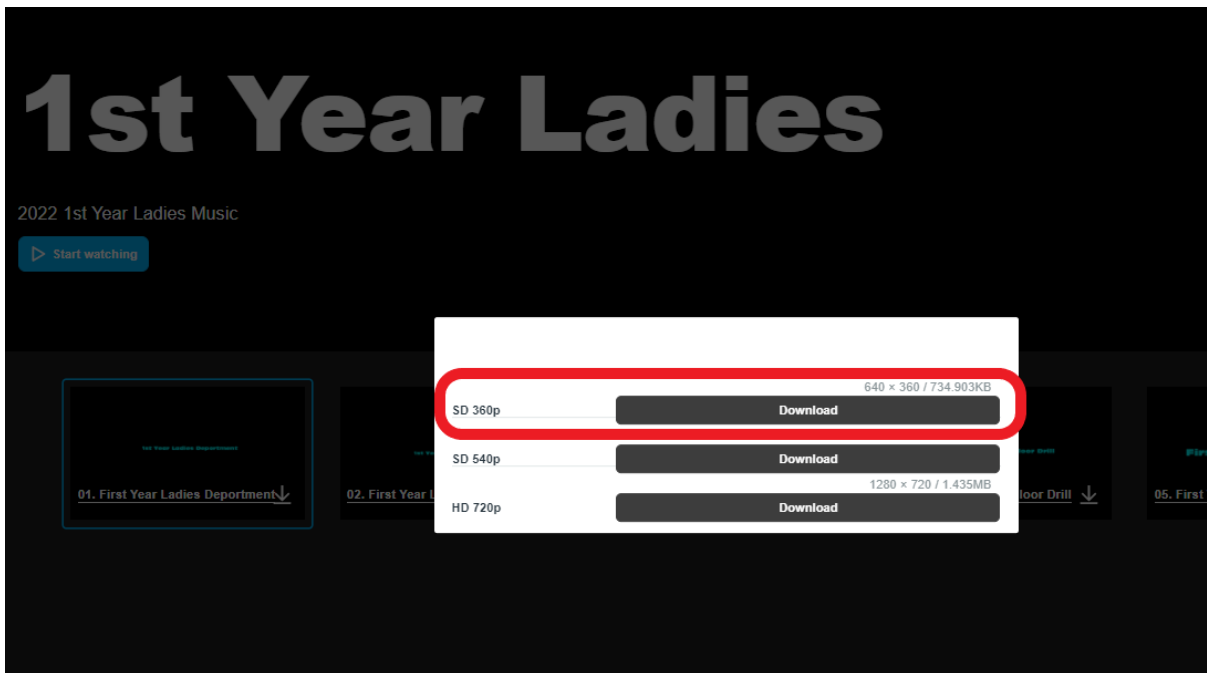 1st Year Ladies
2022 1st Year Ladies Music
Start watching
640 × 360 / 734.903KB
SD 360p Download
SD 540p Download
1280 × 720 / 1.435MB
HD 720p Download
1st Year Ladies Deportment
01. First Year Ladies Deportment
02. First Year L
loor Drill
05. First